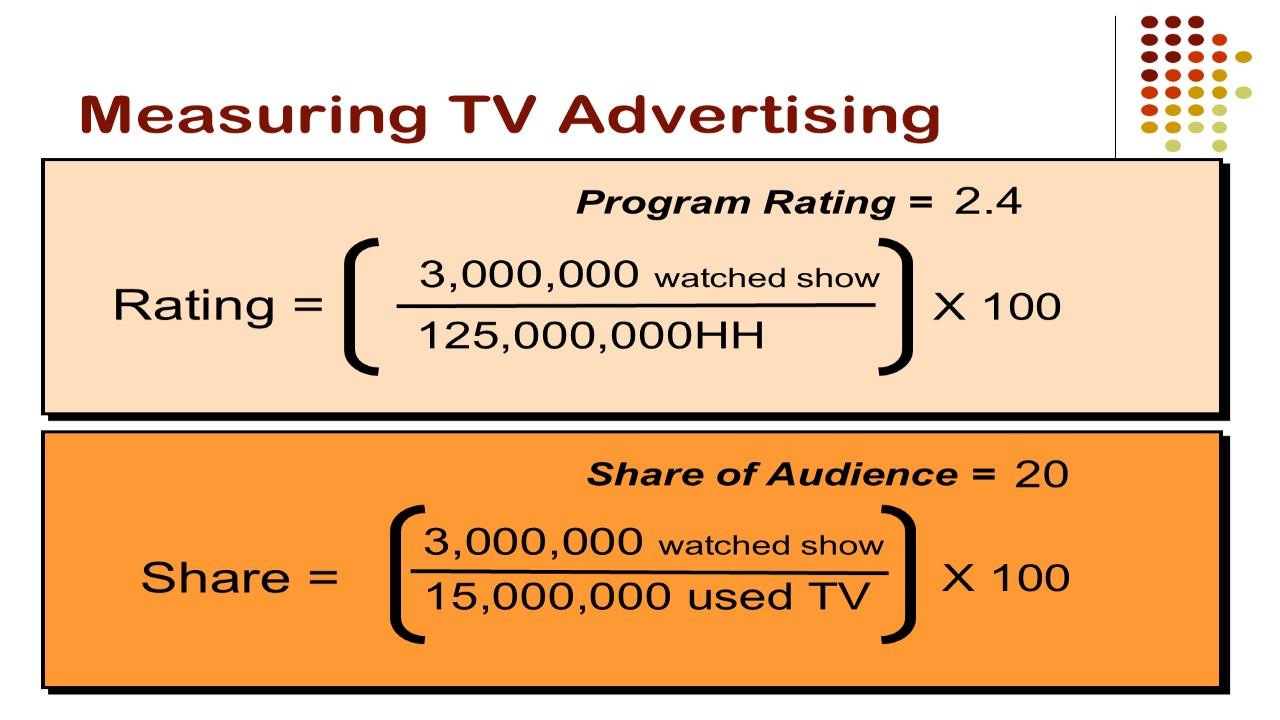 Measuring TV Advertising
Program Rating = 2.4
Rating = ( 3,000,000 watched show
125,000,000HH ) X 100
Share of Audience = 20
Share = ( 3,000,000 watched show
15,000,000 used TV ) X 100